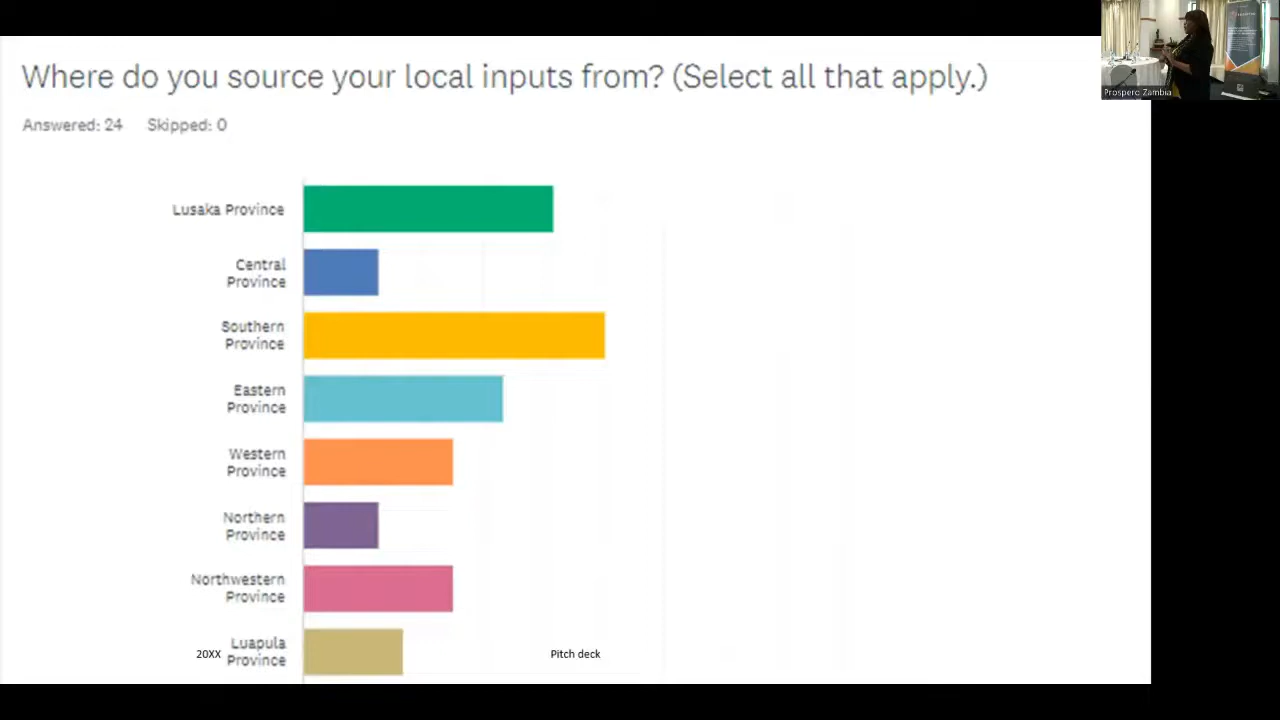 Where do you source your local inputs from? (Select all that apply.)
Answered: 24 Skipped: 0
Lusaka Province
Central
Province
Southern
Province
Eastern
Province
Western
Province
Northern
Province
Northwestern
Province
Luapula
Province
20XX
Pitch deck
Prospero Zambia